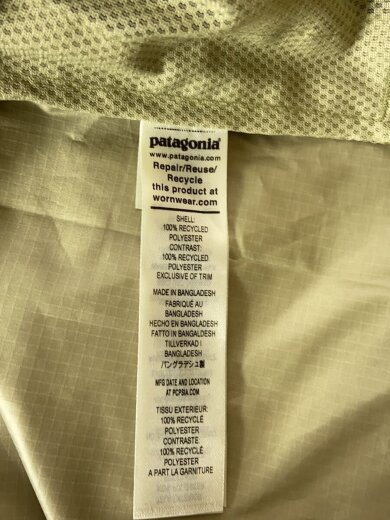 patagonia
www.patagonia.com
Repair/Reuse/
Recycle
this product at
wornwear.com
SHELL:
100% RECYCLED
POLYESTER
CONTRAST:
100% RECYCLED
POLYESTER
EXCLUSIVE OF TRIM
MADE IN BANGLADESH
FABRIQUÉ AU
BANGLADESH
HECHO EN BANGLADESH
FATTO IN BANGALDESH
TILLVERKAD I
BANGLADESH
バングラデシュ製
MFG DATE AND LOCATION
AT PCPSIA.COM
TISSU EXTERIEUR:
100% RECYCLÉ
POLYESTER
CONTRASTE:
100% RECYCLÉ
POLYESTER
A PART LA GARNITURE